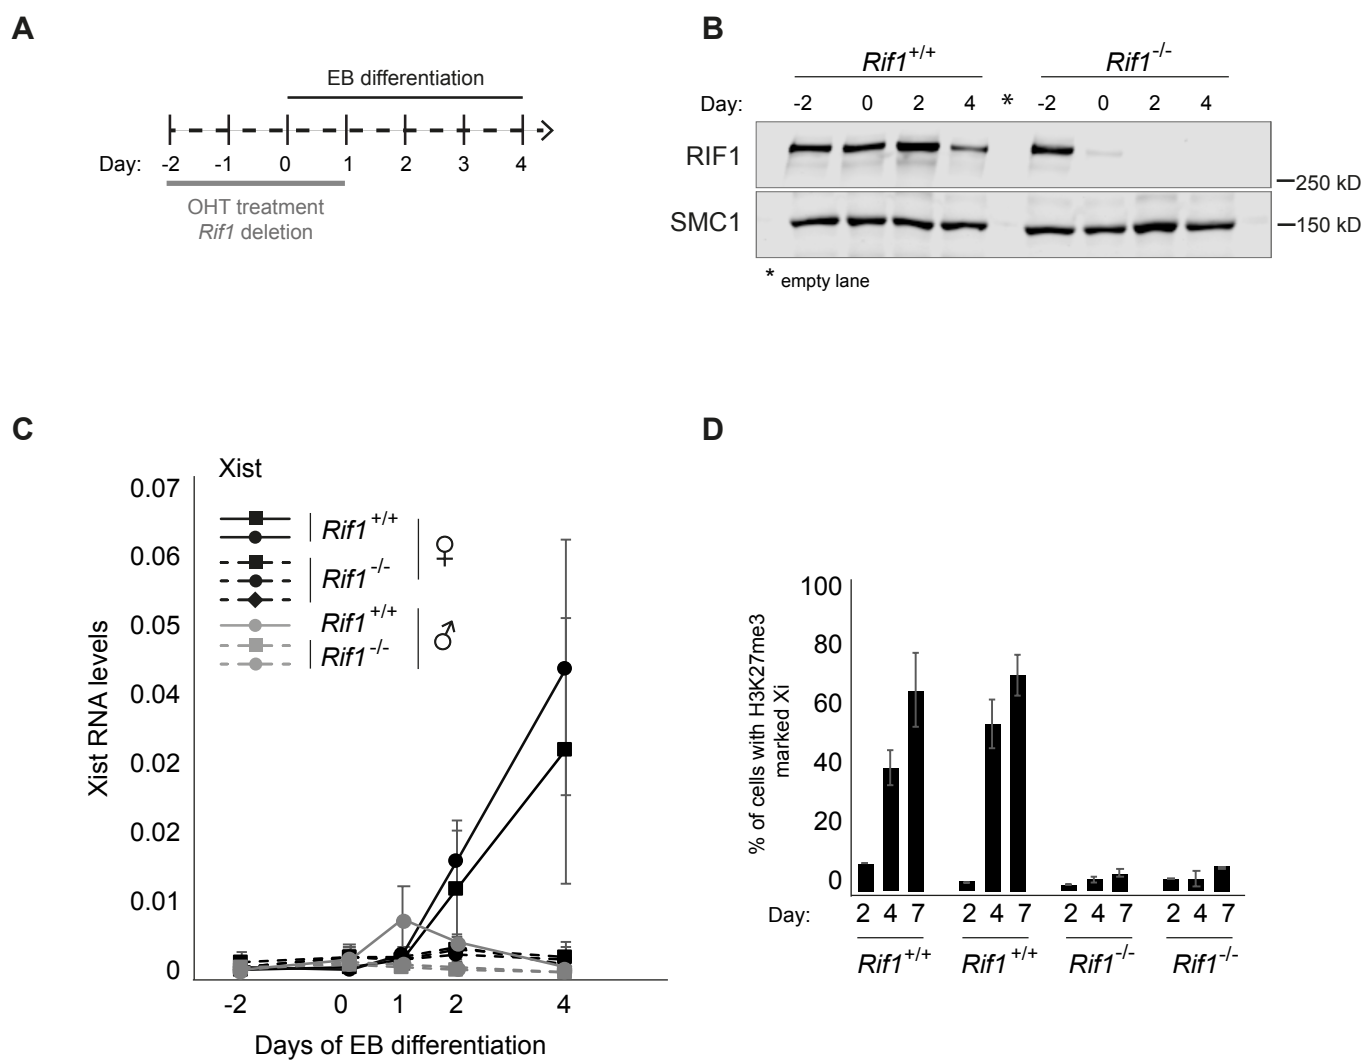 A
EB differentiation
Day: -2 -1 0 1 2 3 4
OHT treatment
Rif1 deletion
B
Rif1+/+ Rif1-/-
Day: -2 0 2 4 * -2 0 2 4
RIF1
250 kD
SMC1
150 kD
* empty lane
C
Xist
Rif1+/+
♀
Rif1-/-
Rif1+/+
♂
Rif1-/-
Xist RNA levels
0.07
0.06
0.05
0.04
0.02
0.02
0.01
0
-2 0 1 2 4
Days of EB differentiation
D
% of cells with H3K27me3
marked Xi
100
80
60
40
20
0
Day: 2 4 7 2 4 7 2 4 7 2 4 7
Rif1+/+ Rif1+/+ Rif1-/- Rif1-/-